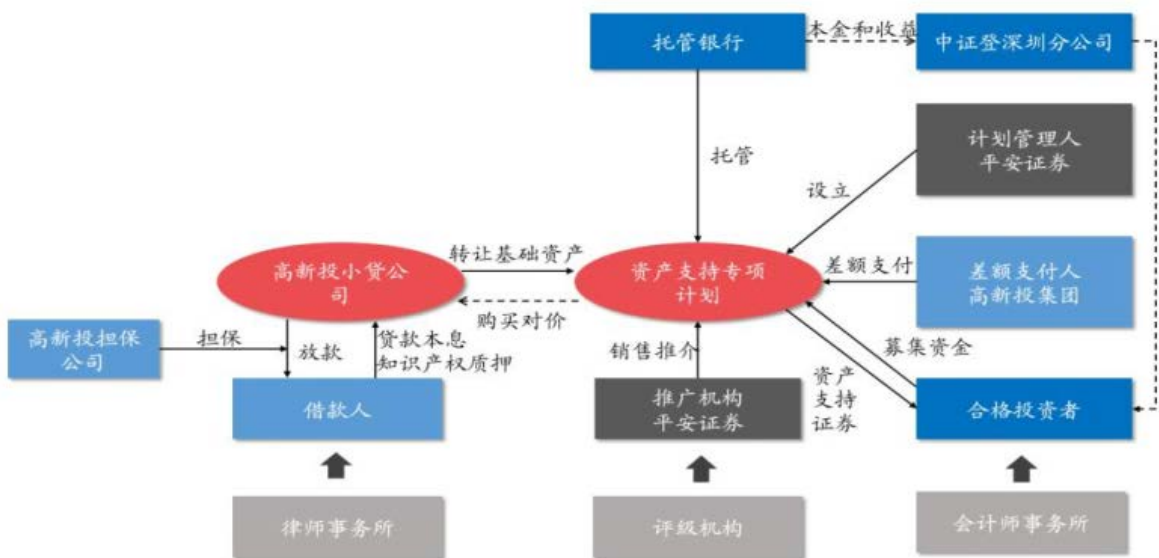 托管银行
本金和收益
中证登深圳分公司
计划管理人
平安证券
托管
设立
高新投小贷公
司
转让基础资产
资产支持专项
计划
差额支付
差额支付人
高新投集团
购买对价
高新投担保
公司
担保
放款
贷款本息
知识产权质押
销售推介
募集资金
借款人
推广机构
平安证券
资产
支持
证券
合格投资者
律师事务所
评级机构
会计师事务所